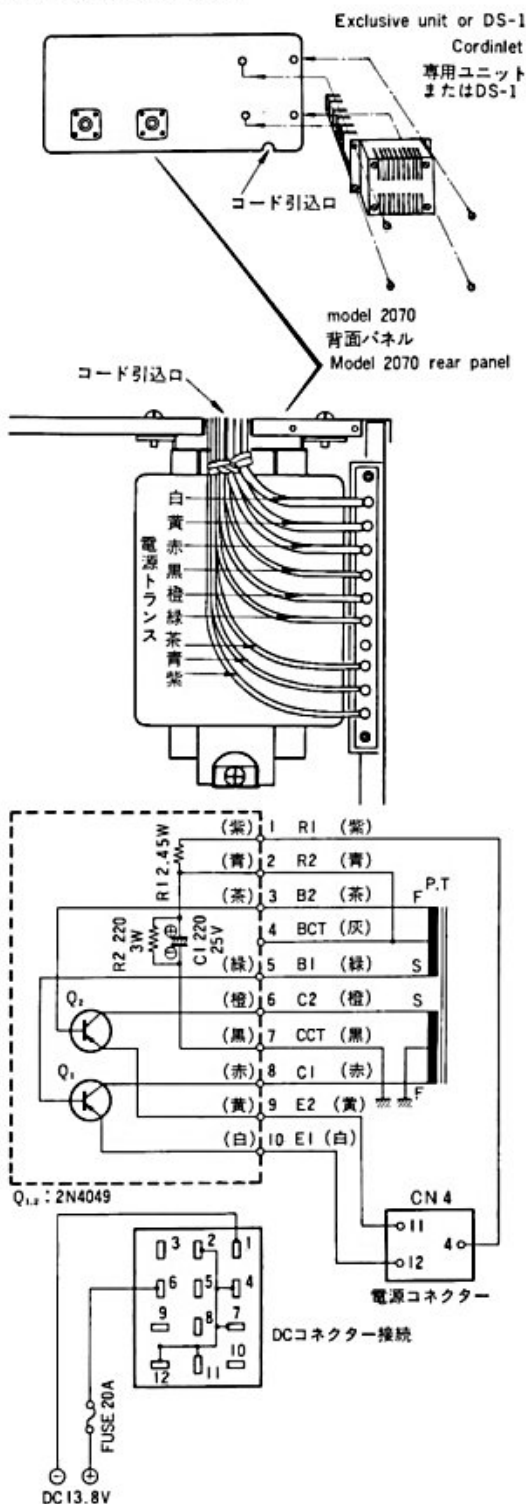 Exclusive unit or DS-1
Cordinlet
専用ユニット
またはDS-1
コード引込口
model 2070
背面パネル
Model 2070 rear panel
コード引込口
白
黄
赤
黒
橙
緑
茶
青
紫
電源トランス
(紫) 1 R1 (紫)
(青) 2 R2 (青)
(茶) 3 B2 (茶)
4 BCT (灰)
(緑) 5 B1 (緑)
(橙) 6 C2 (橙)
(黒) 7 CCT (黒)
(赤) 8 C1 (赤)
(黄) 9 E2 (黄)
(白) 10 E1 (白)
P.T
F
S
S
F
R1 2.4 5W
R2 220
3W
C1 220
25V
Q2
Q1
Q1,2 : 2N4049
CN 4
11
12
4
電源コネクター
3
2
1
6
5
4
9
8
7
12
11
10
DCコネクター接続
FUSE 20A
DC 13.8V